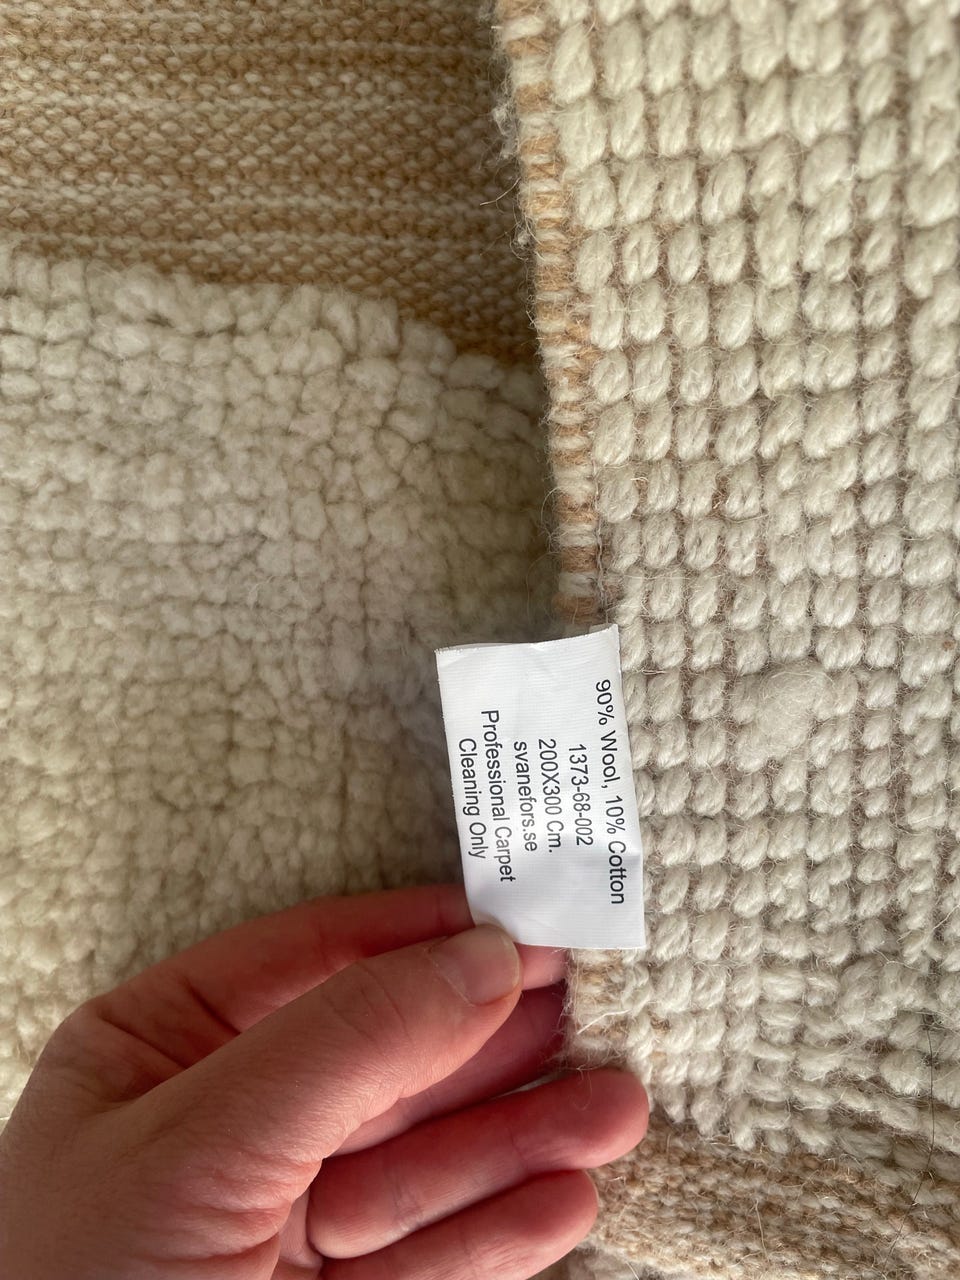 90% Wool, 10% Cotton
1373-68-002
200X300 Cm.
svanefors.se
Professional Carpet
Cleaning Only